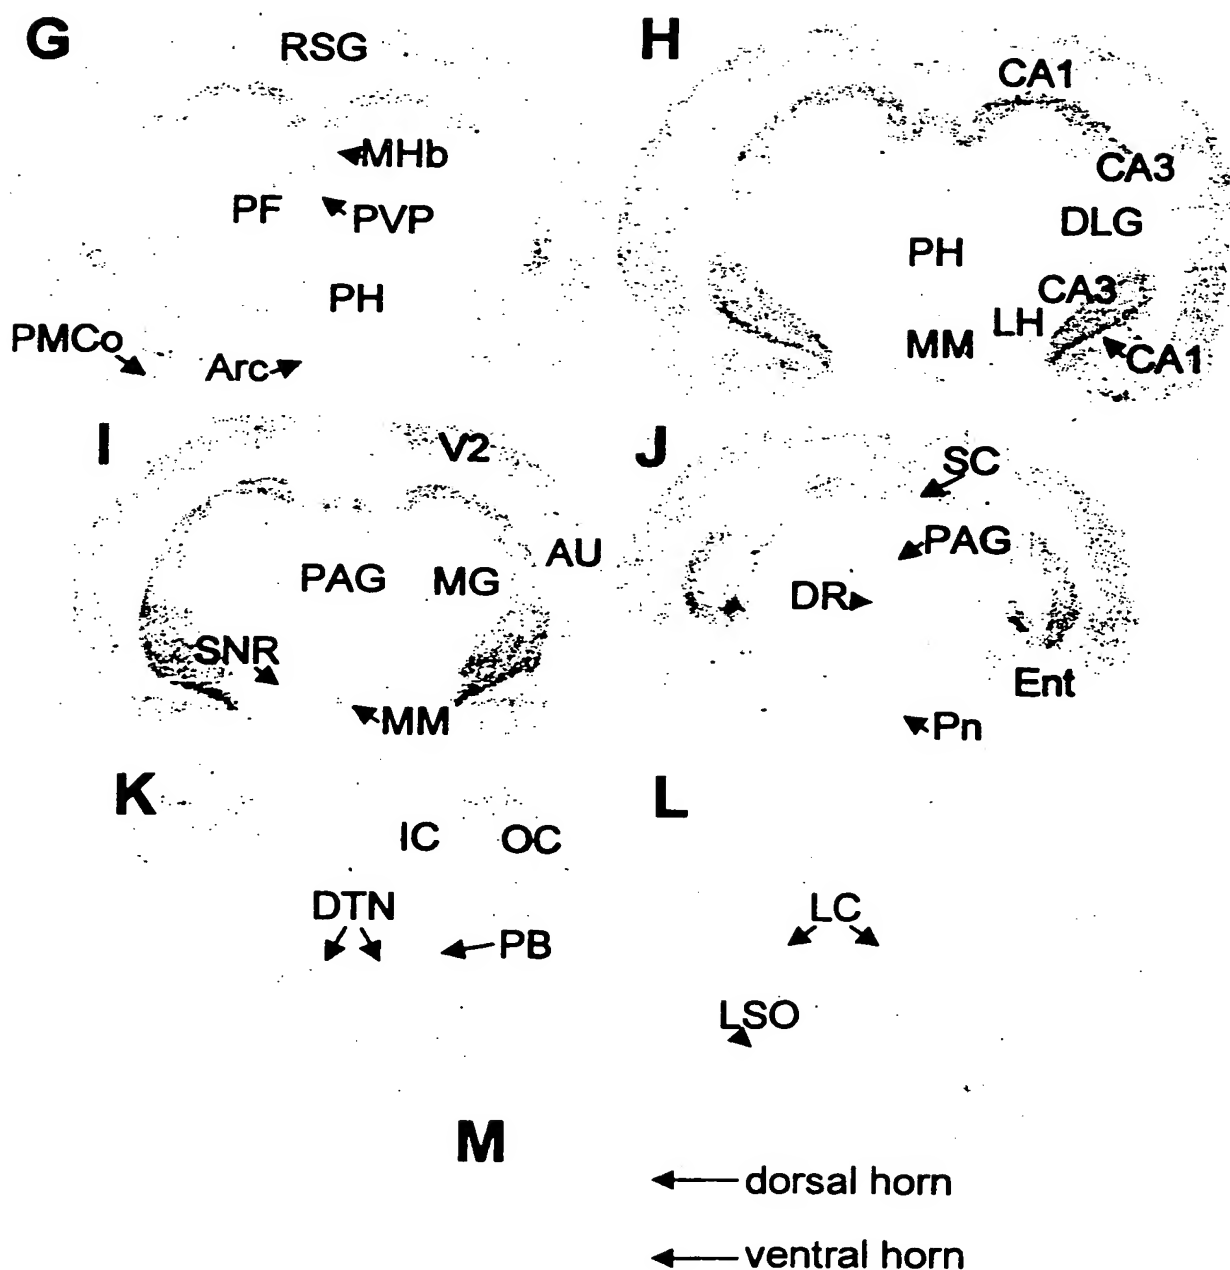 G
RSG
MHb
PF
PVP
PH
PMCo
Arc
H
CA1
CA3
DLG
PH
CA3
LH
MM
CA1
I
V2
AU
PAG
MG
SNR
MM
J
SC
PAG
DR
Ent
Pn
K
IC
OC
DTN
PB
L
LC
LSO
M
dorsal horn
ventral horn